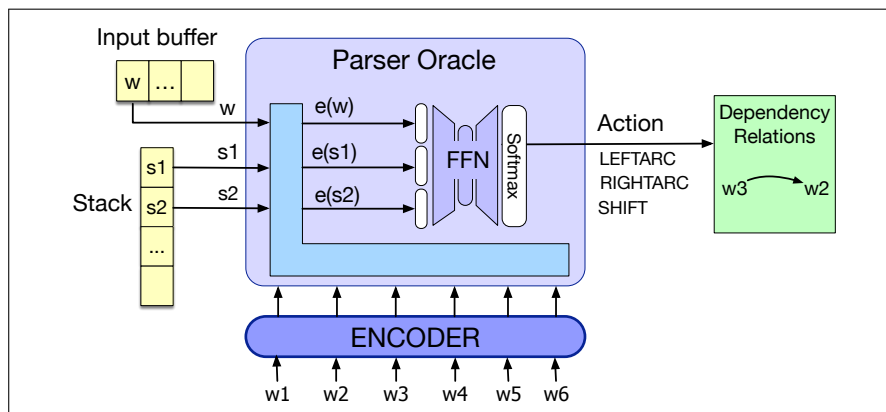 Input buffer
w ...
w
Stack
s1
s2
...
s1
s2
Parser Oracle
e(w)
e(s1)
e(s2)
FFN
Softmax
Action
LEFTARC
RIGHTARC
SHIFT
Dependency
Relations
w3 w2
ENCODER
w1 w2 w3 w4 w5 w6